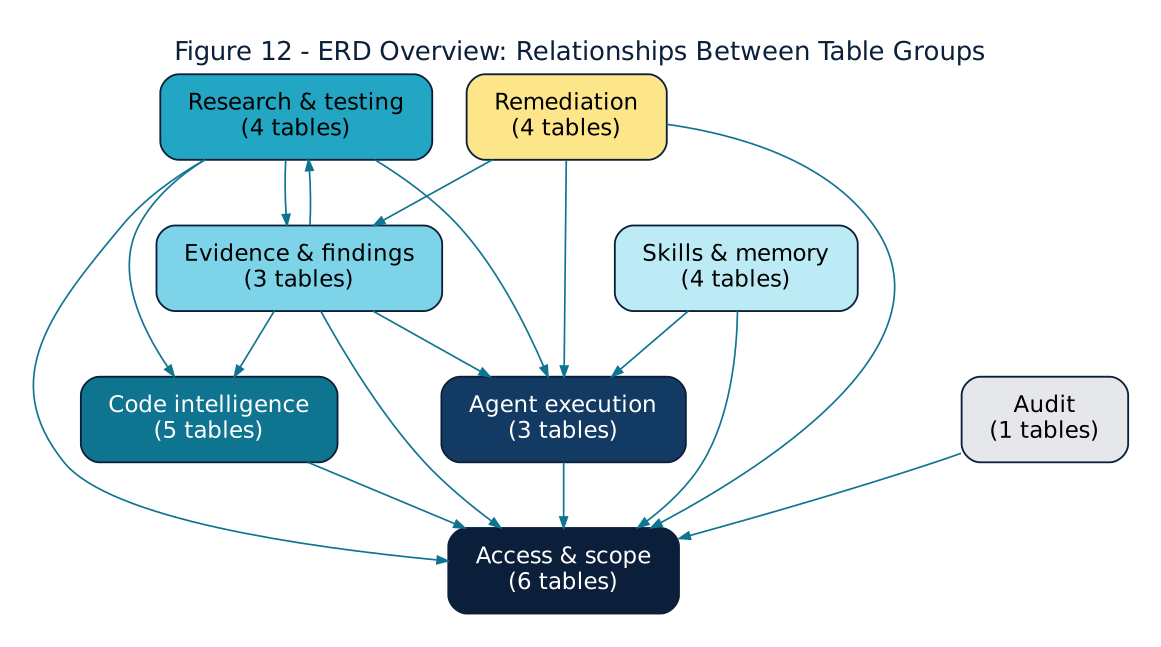 Figure 12 - ERD Overview: Relationships Between Table Groups
Research & testing
(4 tables)
Remediation
(4 tables)
Evidence & findings
(3 tables)
Skills & memory
(4 tables)
Code intelligence
(5 tables)
Agent execution
(3 tables)
Audit
(1 tables)
Access & scope
(6 tables)